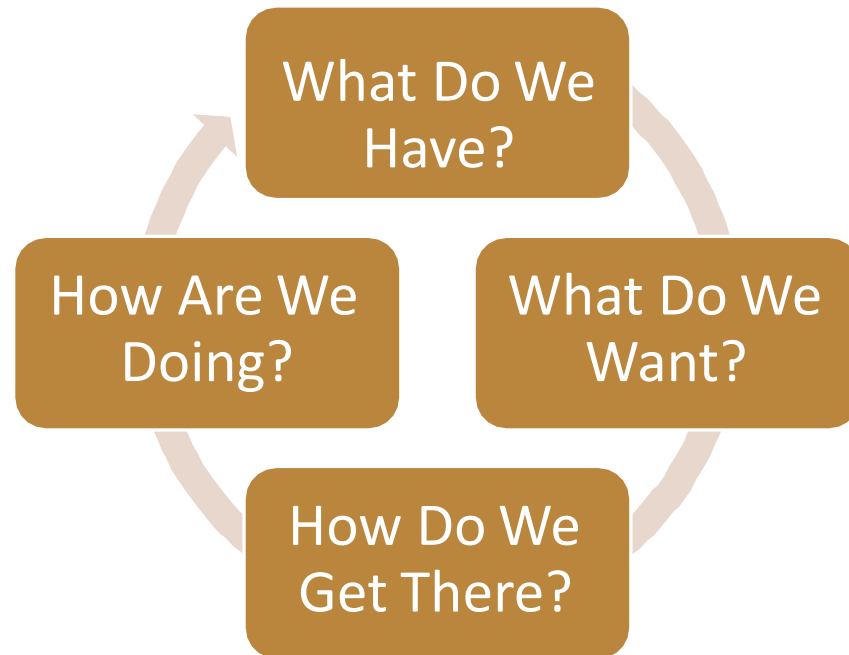 What Do We
Have?
What Do We
Want?
How Do We
Get There?
How Are We
Doing?